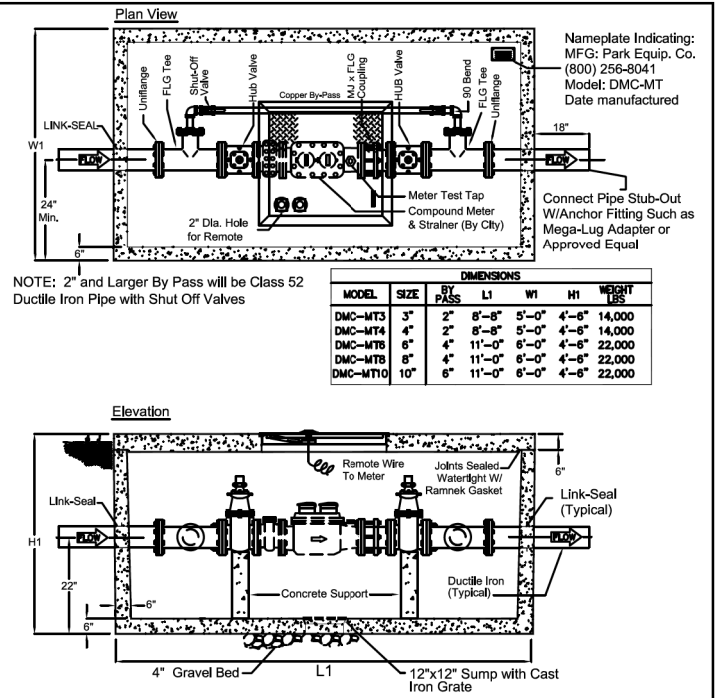 Plan View
Nameplate Indicating:
MFG: Park Equip. Co.
(800) 256-8041
Model: DMC-MT
Date manufactured
Uniflange
FLG Tee
Shut-Off
Valve
Hub Valve
Copper By-Pass
MJ x FLG
Coupling
HUB Valve
90 Bend
FLG Tee
Uniflange
LINK-SEAL
W1
FLOW
FLOW
18"
24"
Min.
6"
2" Dia. Hole
for Remote
Meter Test Tap
Compound Meter
& Strainer (By City)
Connect Pipe Stub-Out
W/Anchor Fitting Such as
Mega-Lug Adapter or
Approved Equal
NOTE: 2" and Larger By Pass will be Class 52
Ductile Iron Pipe with Shut Off Valves
DIMENSIONS
MODEL SIZE BY PASS L1 W1 H1 WEIGHT LBS
DMC-MT3 3" 2" 8'-8" 5'-0" 4'-6" 14,000
DMC-MT4 4" 2" 8'-8" 5'-0" 4'-6" 14,000
DMC-MT6 6" 4" 11'-0" 6'-0" 4'-6" 22,000
DMC-MT8 8" 4" 11'-0" 6'-0" 4'-6" 22,000
DMC-MT10 10" 6" 11'-0" 6'-0" 4'-6" 22,000
Elevation
Remote Wire
To Meter
Joints Sealed
Watertight W/
Ramnek Gasket
6"
Link-Seal
Link-Seal
(Typical)
FLOW
FLOW
H1
22"
Ductile Iron
(Typical)
Concrete Support
6"
6"
4" Gravel Bed
L1
12"x12" Sump with Cast
Iron Grate